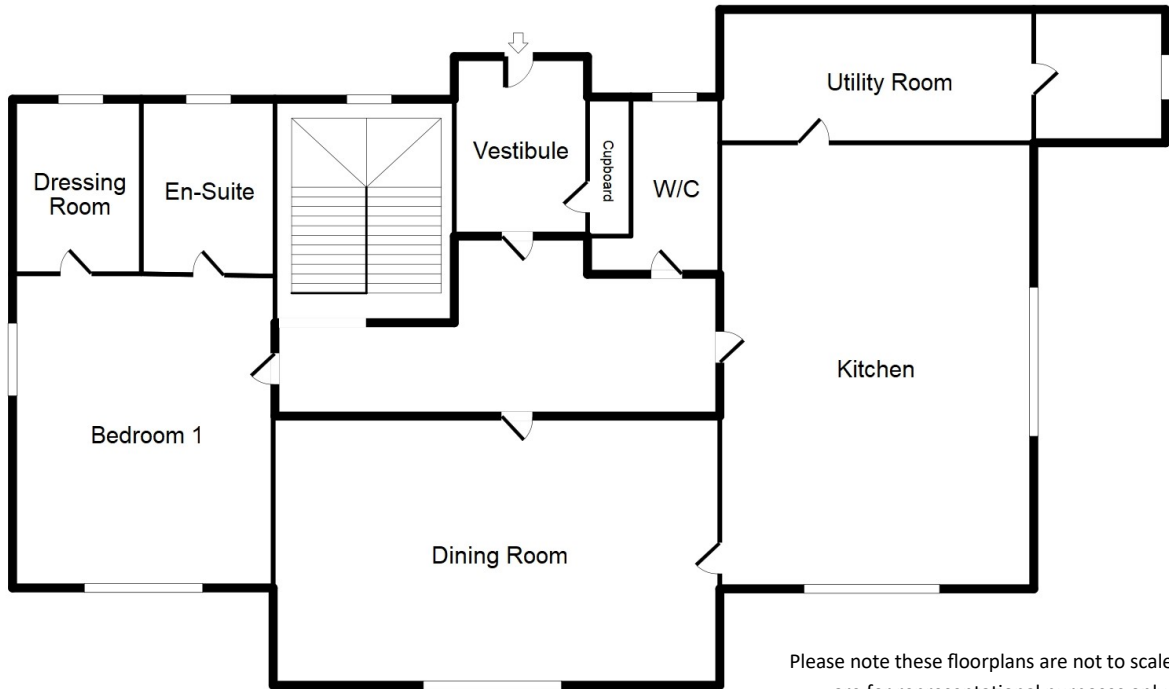 Utility Room
Vestibule
Cupboard
W/C
Dressing
Room
En-Suite
Kitchen
Bedroom 1
Dining Room
Please note these floorplans are not to scale